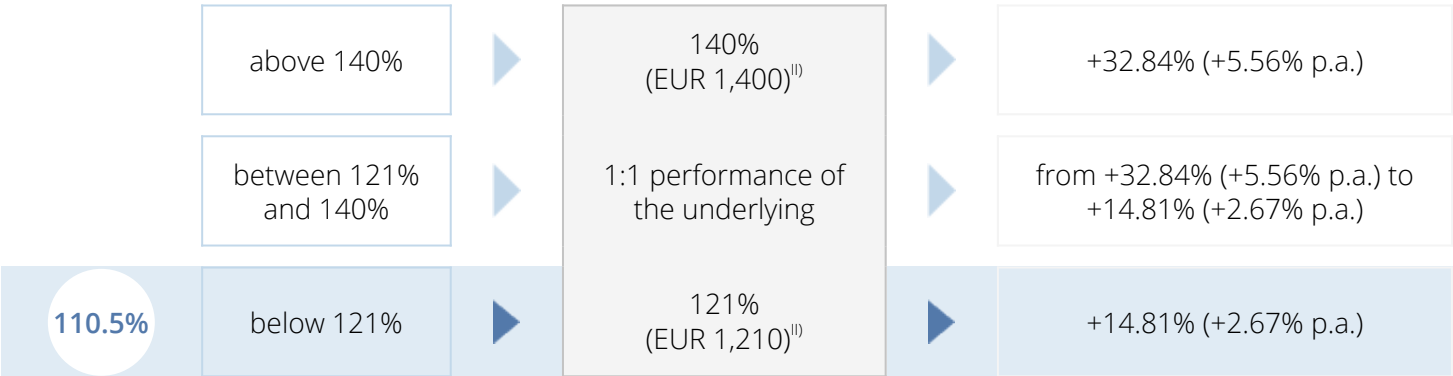 above 140%
140%
(EUR 1,400)II)
+32.84% (+5.56% p.a.)
between 121%
and 140%
1:1 performance of
the underlying
from +32.84% (+5.56% p.a.) to
+14.81% (+2.67% p.a.)
110.5%
below 121%
121%
(EUR 1,210)II)
+14.81% (+2.67% p.a.)